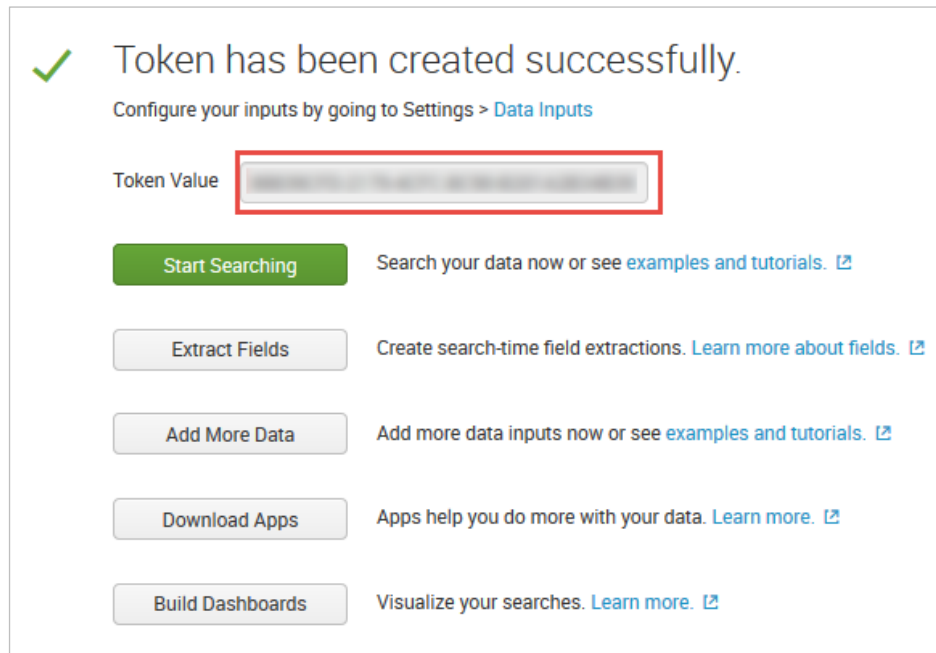 Token has been created successfully.
Configure your inputs by going to Settings > Data Inputs
Token Value
Start Searching Search your data now or see examples and tutorials.
Extract Fields Create search-time field extractions. Learn more about fields.
Add More Data Add more data inputs now or see examples and tutorials.
Download Apps Apps help you do more with your data. Learn more.
Build Dashboards Visualize your searches. Learn more.